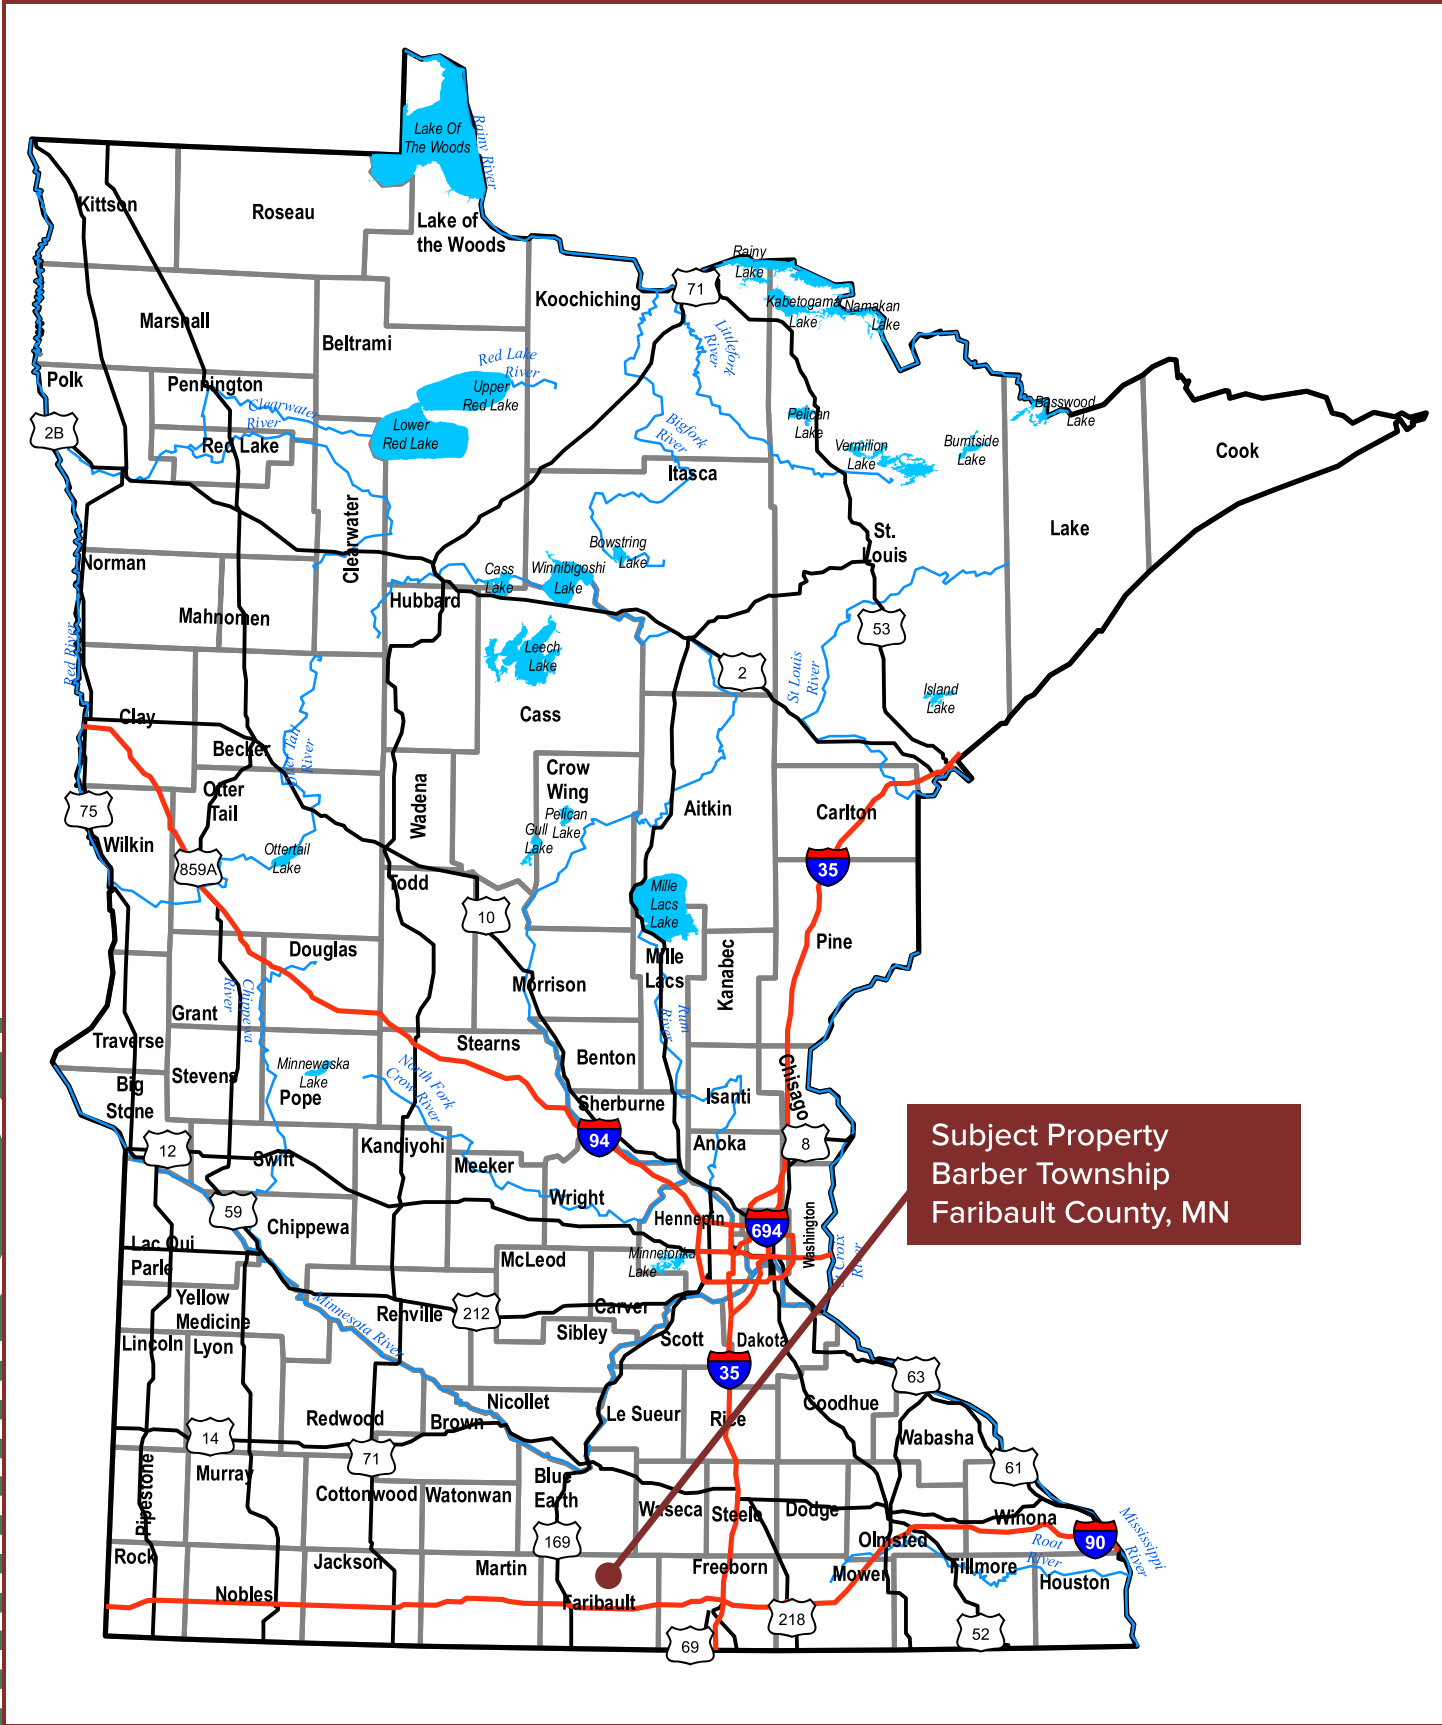 Lake Of
The Woods
Rainy River
Kittson
Roseau
Lake of
the Woods
Rainy
Lake
71
Koochiching
Kabetogama
Lake
Namakan
Lake
Marshall
Beltrami
Littlefork
River
Red Lake
River
Polk
Pennington
Upper
Red Lake
Clearwater
River
Basswood
Lake
2B
Lower
Red Lake
Bigfork
River
Pelican
Lake
Red Lake
Vermilion
Lake
Burntside
Lake
Cook
Itasca
Clearwater
St.
Louis
Lake
Bowstring
Lake
Norman
Cass
Lake
Winnibigoshi
Lake
Hubbard
Mahnomen
53
Red River
Leech
Lake
2
St Louis
River
Island
Lake
Clay
Cass
Becker
Otter Tail
River
Otter
Tail
Wadena
Crow
Wing
75
Pelican
Lake
Aitkin
Carlton
Wilkin
Gull
Lake
859A
Ottertail
Lake
35
Todd
Mille
Lacs
Lake
10
Douglas
Pine
Morrison
Mille
Lacs
Kanabec
Chippewa
River
Grant
Rum
River
Traverse
Stearns
Benton
Stevens
Minnewaska
Lake
Pope
North Fork
Crow River
Big
Stone
Chisago
Sherburne
Isanti
94
Anoka
8
12
Swift
Kandiyohi
Meeker
Wright
Subject Property
Barber Township
Faribault County, MN
59
Chippewa
Hennepin
694
Washington
St Croix
River
Lac Qui
Parle
McLeod
Minnetonka
Lake
Yellow
Medicine
Minnesota River
Renville
212
Carver
Lincoln
Lyon
Sibley
Scott
Dakota
35
63
Nicollet
Goodhue
Redwood
Brown
Le Sueur
Rice
14
71
Wabasha
61
Pipestone
Murray
Cottonwood
Watonwan
Blue
Earth
Waseca
Steele
Dodge
Winona
Mississippi
River
169
Olmsted
Root
River
90
Rock
Jackson
Martin
Freeborn
Mower
Fillmore
Houston
Nobles
Faribault
218
69
52